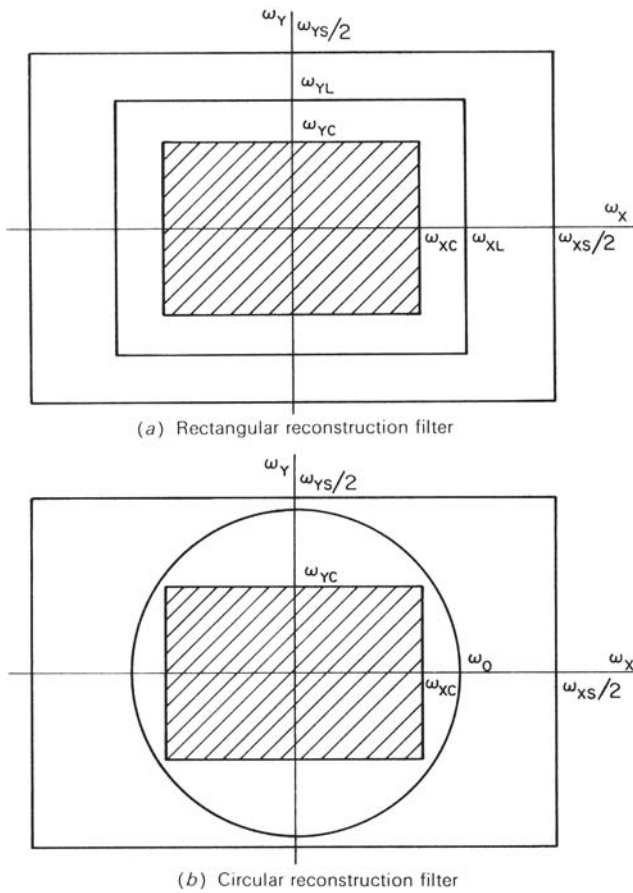 ω_Y ω_YS/2
ω_YL
ω_YC
ω_X
ω_XC ω_XL ω_XS/2
(a) Rectangular reconstruction filter
ω_Y ω_YS/2
ω_YC
ω_O ω_X
ω_XC ω_XS/2
(b) Circular reconstruction filter